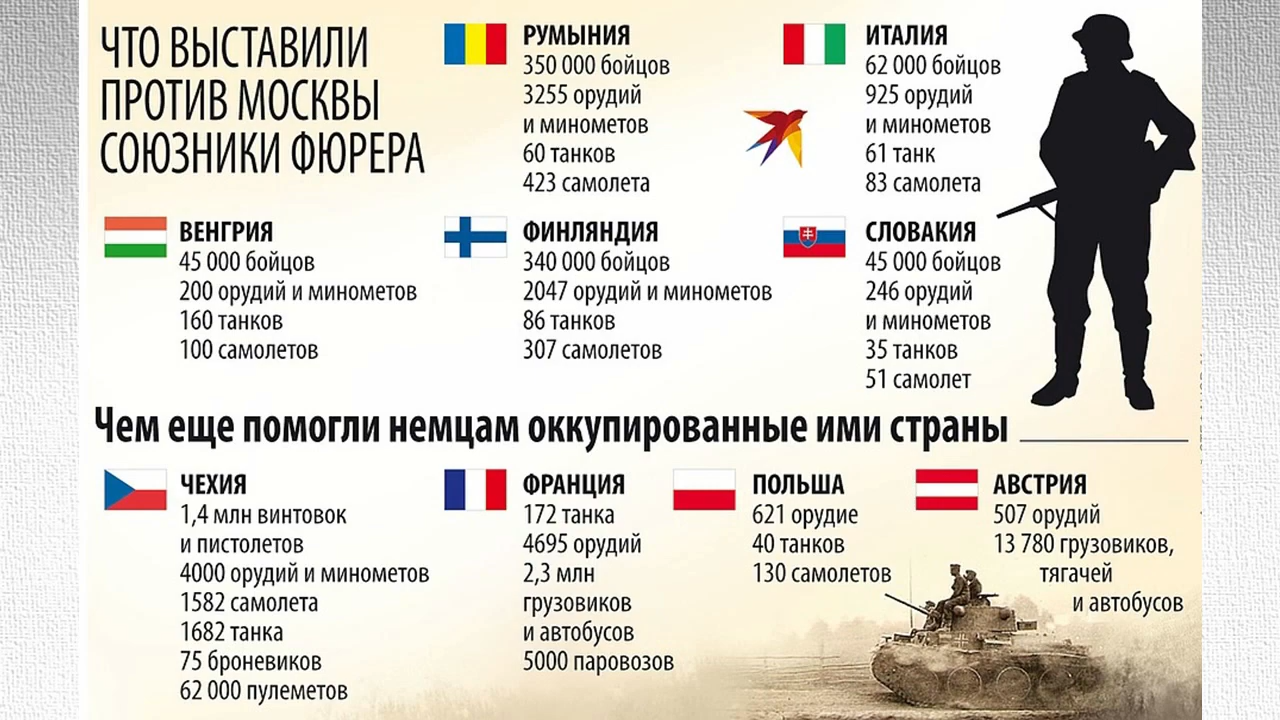 ЧТО ВЫСТАВИЛИ
ПРОТИВ МОСКВЫ
СОЮЗНИКИ ФЮРЕРА
РУМЫНИЯ
350 000 бойцов
3255 орудий
и минометов
60 танков
423 самолета
ИТАЛИЯ
62 000 бойцов
925 орудий
и минометов
61 танк
83 самолета
ВЕНГРИЯ
45 000 бойцов
200 орудий и минометов
160 танков
100 самолетов
ФИНЛЯНДИЯ
340 000 бойцов
2047 орудий и минометов
86 танков
307 самолетов
СЛОВАКИЯ
45 000 бойцов
246 орудий
и минометов
35 танков
51 самолет
Чем еще помогли немцам оккупированные ими страны
ЧЕХИЯ
1,4 млн винтовок
и пистолетов
4000 орудий и минометов
1582 самолета
1682 танка
75 броневиков
62 000 пулеметов
ФРАНЦИЯ
172 танка
4695 орудий
2,3 млн
грузовиков
и автобусов
5000 паровозов
ПОЛЬША
621 орудие
40 танков
130 самолетов
АВСТРИЯ
507 орудий
13 780 грузовиков,
тягачей
и автобусов